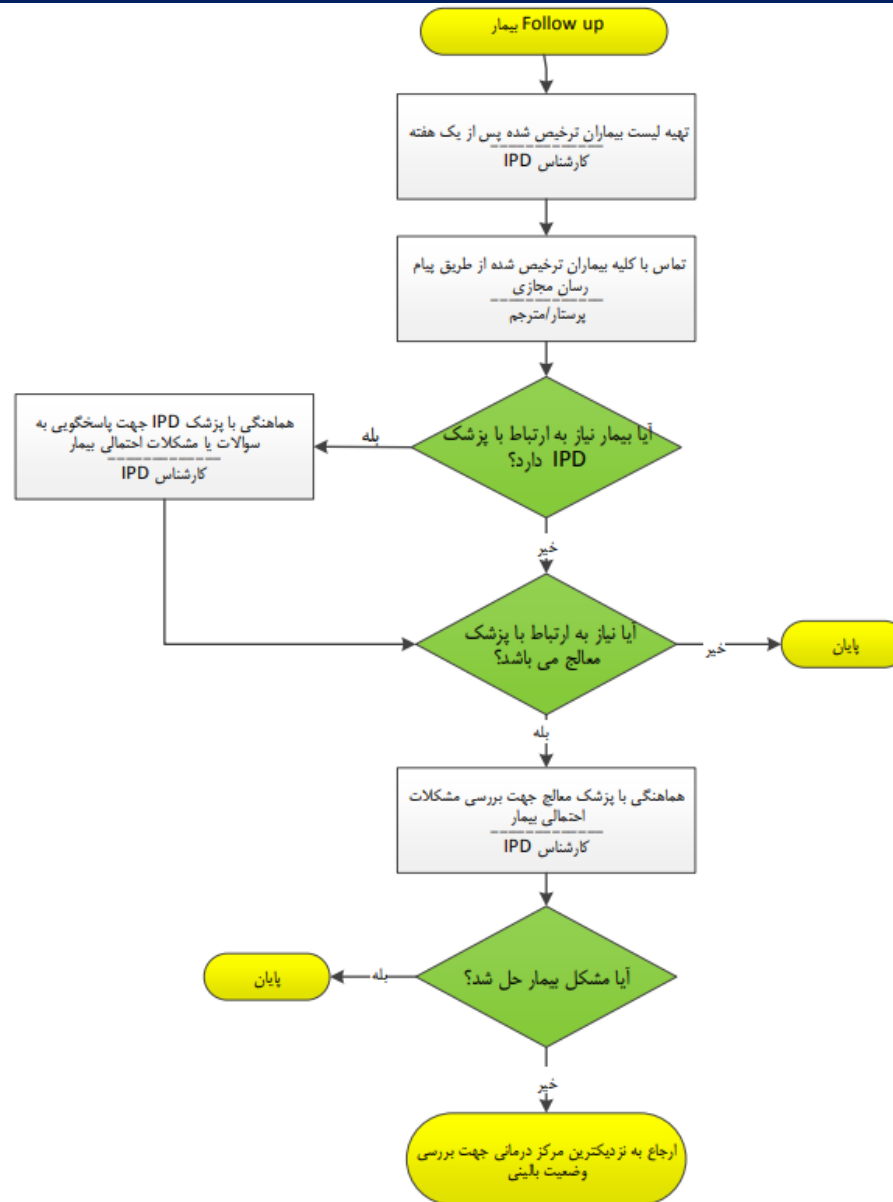 Follow up بیمار
تهیه لیست بیماران ترخیص شده پس از یک هفته
کارشناس IPD
تماس با کلیه بیماران ترخیص شده از طریق پیام
رسان مجازی
پرستار/مترجم
آیا بیمار نیاز به ارتباط با پزشک
IPD دارد؟
بله
هماهنگی با پزشک IPD جهت پاسخگویی به
سوالات یا مشکلات احتمالی بیمار
کارشناس IPD
خیر
آیا نیاز به ارتباط با پزشک
معالج می باشد؟
خیر
پایان
بله
هماهنگی با پزشک معالج جهت بررسی مشکلات
احتمالی بیمار
کارشناس IPD
آیا مشکل بیمار حل شد؟
بله
پایان
خیر
ارجاع به نزدیکترین مرکز درمانی جهت بررسی
وضعیت بالینی